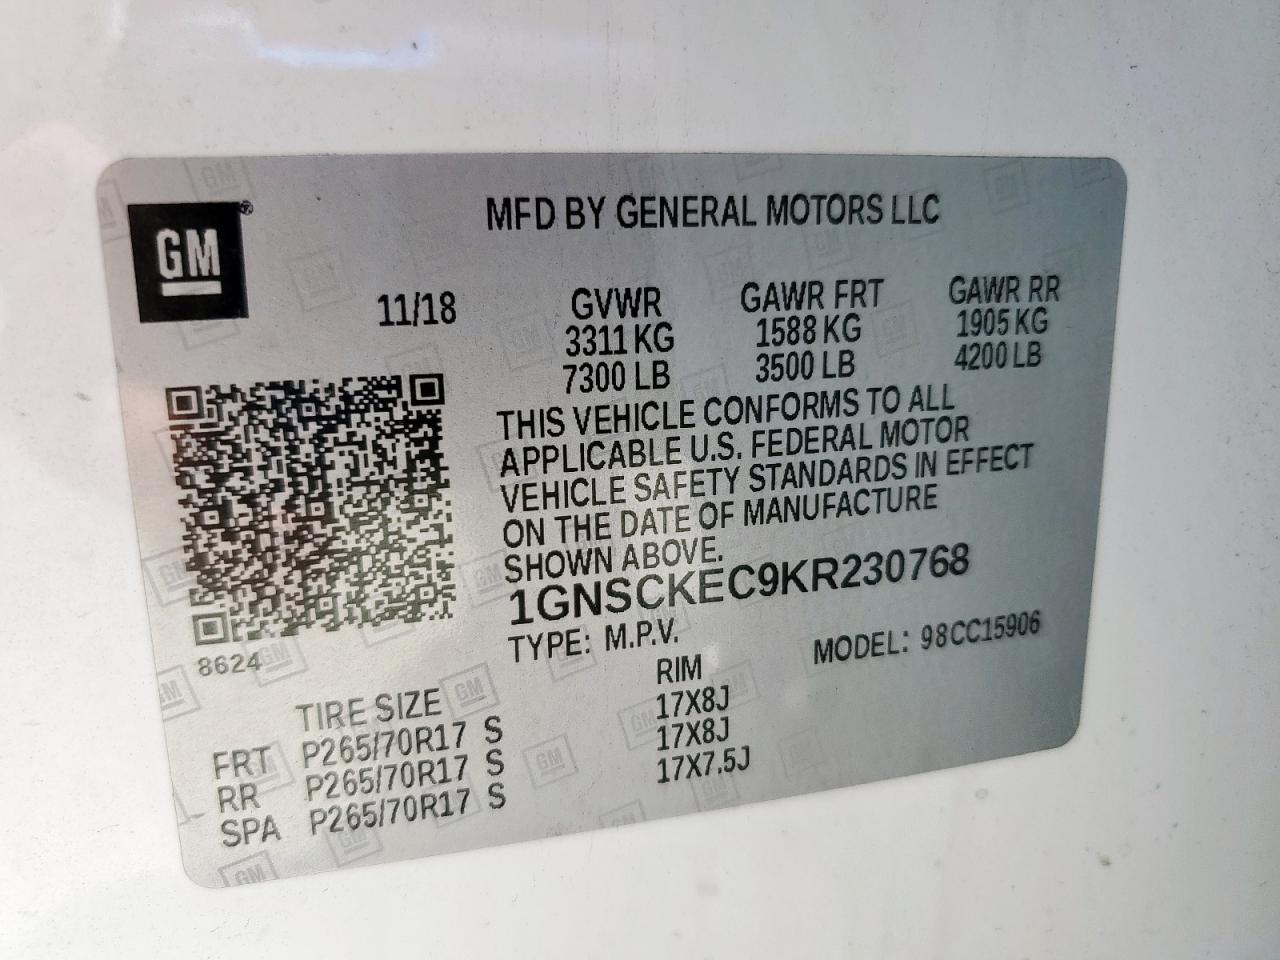 GM
MFD BY GENERAL MOTORS LLC
11/18
GVWR GAWR FRT GAWR RR
3311 KG 1588 KG 1905 KG
7300 LB 3500 LB 4200 LB
THIS VEHICLE CONFORMS TO ALL
APPLICABLE U.S. FEDERAL MOTOR
VEHICLE SAFETY STANDARDS IN EFFECT
ON THE DATE OF MANUFACTURE
SHOWN ABOVE.
1GNSCKEC9KR230768
TYPE: M.P.V. MODEL: 98CC15906
8624
TIRE SIZE RIM
FRT P265/70R17 S 17X8J
RR P265/70R17 S 17X8J
SPA P265/70R17 S 17X7.5J